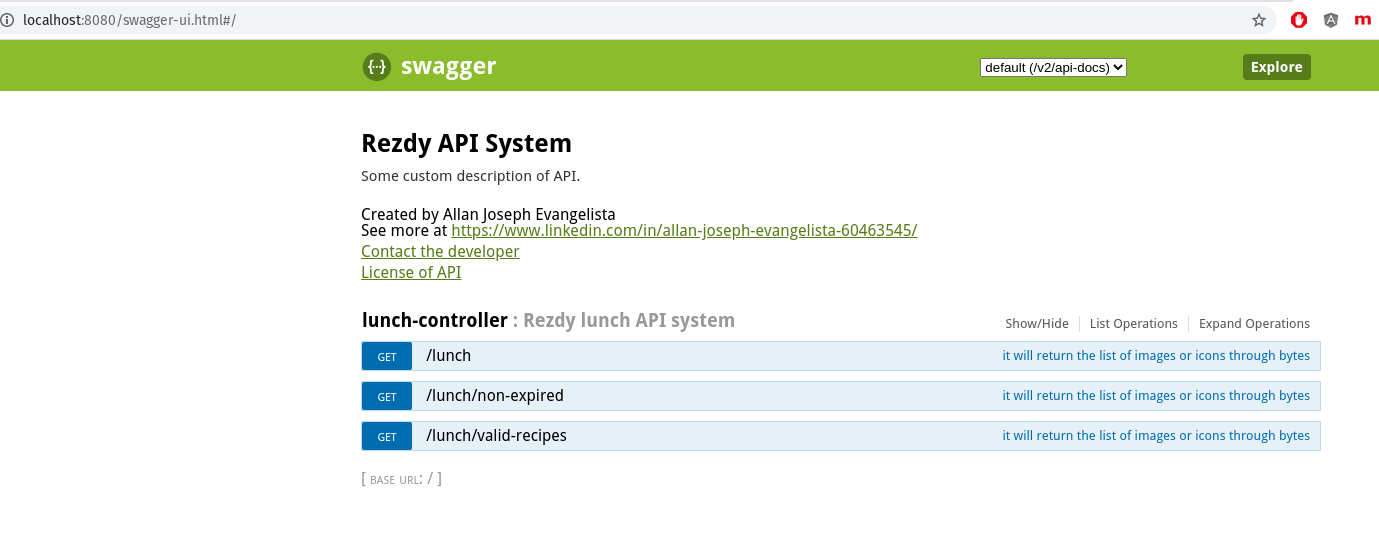 localhost:8080/swagger-ui.html#/
{···} swagger default (/v2/api-docs) Explore
Rezdy API System
Some custom description of API.
Created by Allan Joseph Evangelista
See more at https://www.linkedin.com/in/allan-joseph-evangelista-60463545/
Contact the developer
License of API
lunch-controller : Rezdy lunch API system Show/Hide List Operations Expand Operations
GET /lunch it will return the list of images or icons through bytes
GET /lunch/non-expired it will return the list of images or icons through bytes
GET /lunch/valid-recipes it will return the list of images or icons through bytes
[ BASE URL: / ]